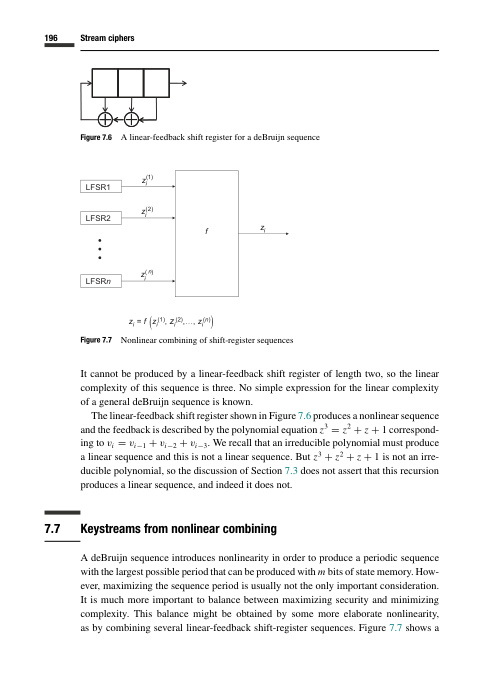 196 Stream ciphers
Figure 7.6 A linear-feedback shift register for a deBruijn sequence
LFSR1
z_i^(1)
LFSR2
z_i^(2)
f
z_i
LFSRn
z_i^(n)
z_i = f (z_i^(1), z_i^(2),..., z_i^(n))
Figure 7.7 Nonlinear combining of shift-register sequences
It cannot be produced by a linear-feedback shift register of length two, so the linear
complexity of this sequence is three. No simple expression for the linear complexity
of a general deBruijn sequence is known.
The linear-feedback shift register shown in Figure 7.6 produces a nonlinear sequence
and the feedback is described by the polynomial equation z³ = z² + z + 1 correspond-
ing to v_{i−1} + v_{i−2} + v_{i−3}. We recall that an irreducible polynomial must produce
a linear sequence and this is not a linear sequence. But z³ + z² + z + 1 is not an irre-
ducible polynomial, so the discussion of Section 7.3 does not assert that this recursion
produces a linear sequence, and indeed it does not.
7.7 Keystreams from nonlinear combining
A deBruijn sequence introduces nonlinearity in order to produce a periodic sequence
with the largest possible period that can be produced with m bits of state memory. How-
ever, maximizing the sequence period is usually not the only important consideration.
It is much more important to balance between maximizing security and minimizing
complexity. This balance might be obtained by some more elaborate nonlinearity,
as by combining several linear-feedback shift-register sequences. Figure 7.7 shows a